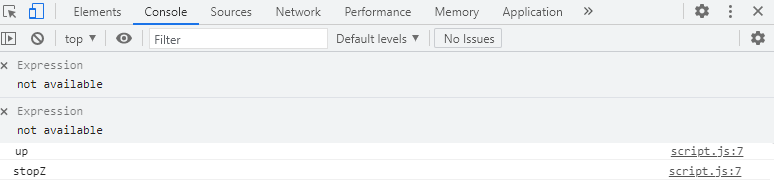 Elements Console Sources Network Performance Memory Application »
top ▼ Filter Default levels ▼ No Issues
× Expression
not available
× Expression
not available
up script.js:7
stopZ script.js:7